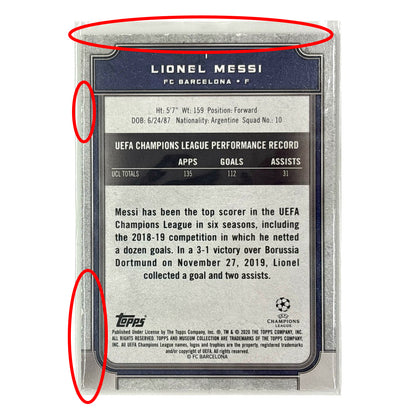 1
LIONEL MESSI
FC BARCELONA • F
Ht: 5'7" Wt: 159 Position: Forward
DOB: 6/24/87 Nationality: Argentine Squad No.: 10
UEFA CHAMPIONS LEAGUE PERFORMANCE RECORD
APPS GOALS ASSISTS
UCL TOTALS 135 112 31
Messi has been the top scorer in the UEFA
Champions League in six seasons, including
the 2018-19 competition in which he netted
a dozen goals. In a 3-1 victory over Borussia
Dortmund on November 27, 2019, Lionel
collected a goal and two assists.
Topps
CHAMPIONS
LEAGUE
Published Under License by The Topps Company, Inc. ®, TM & © 2020 THE TOPPS COMPANY, INC.
ALL RIGHTS RESERVED. TOPPS AND MUSEUM COLLECTION ARE TRADEMARKS OF THE TOPPS COMPANY,
INC. All UEFA Champions League names, logos and trophies are the property, registered trademarks
and/or copyright of UEFA. All rights reserved.
© FC BARCELONA